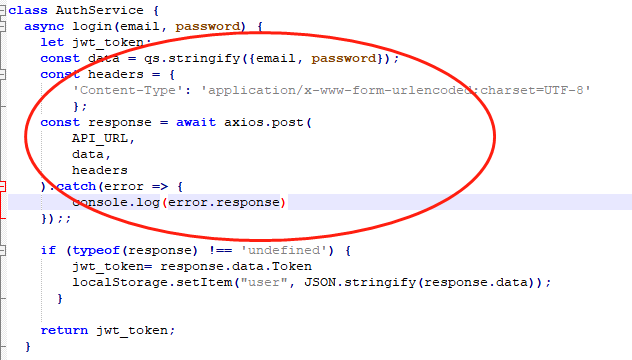 class AuthService {
  async login(email, password) {
    let jwt_token;
    const data = qs.stringify({email, password});
    const headers = {
        'Content-Type': 'application/x-www-form-urlencoded;charset=UTF-8'
        };
    const response = await axios.post(
        API_URL,
        data,
        headers
    ).catch(error => {
        console.log(error.response)
    });;

    if (typeof(response) !== 'undefined') {
        jwt_token= response.data.Token
        localStorage.setItem("user", JSON.stringify(response.data));
      }

    return jwt_token;
  }